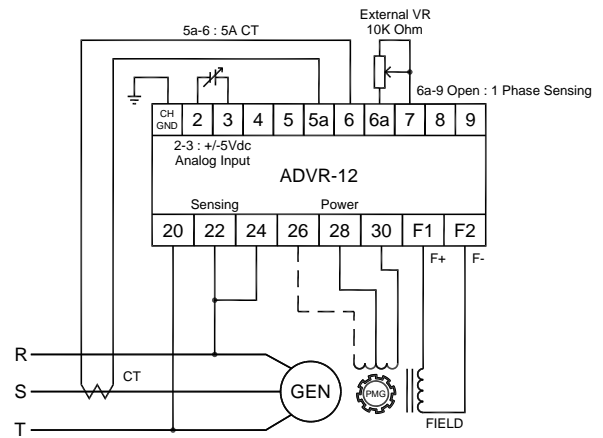 External VR
10K Ohm
5a-6 : 5A CT
6a-9 Open : 1 Phase Sensing
CH GND 2 3 4 5 5a 6 6a 7 8 9
2-3 : +/-5Vdc
Analog Input
ADVR-12
Sensing Power
20 22 24 26 28 30 F1 F2
F+ F-
R
CT
S
GEN
PMG
T
FIELD